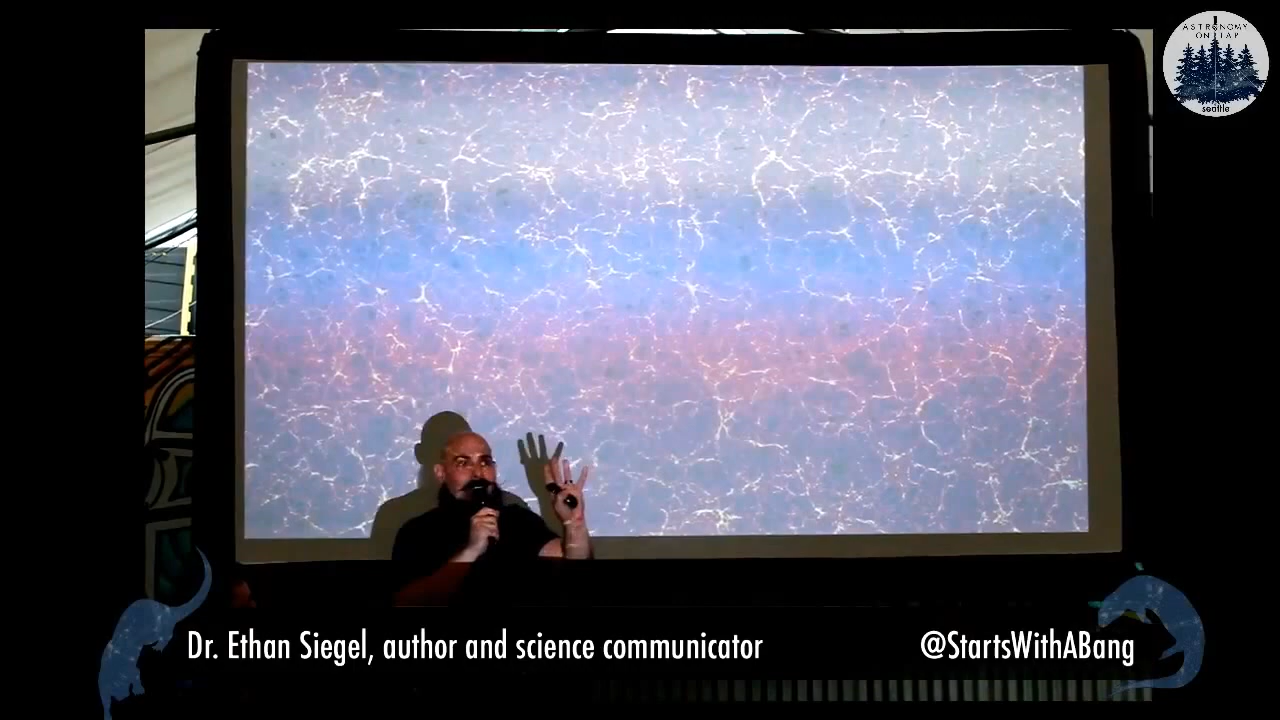 ASTRONOMY
ON TAP
seattle
Dr. Ethan Siegel, author and science communicator
@StartsWithABang